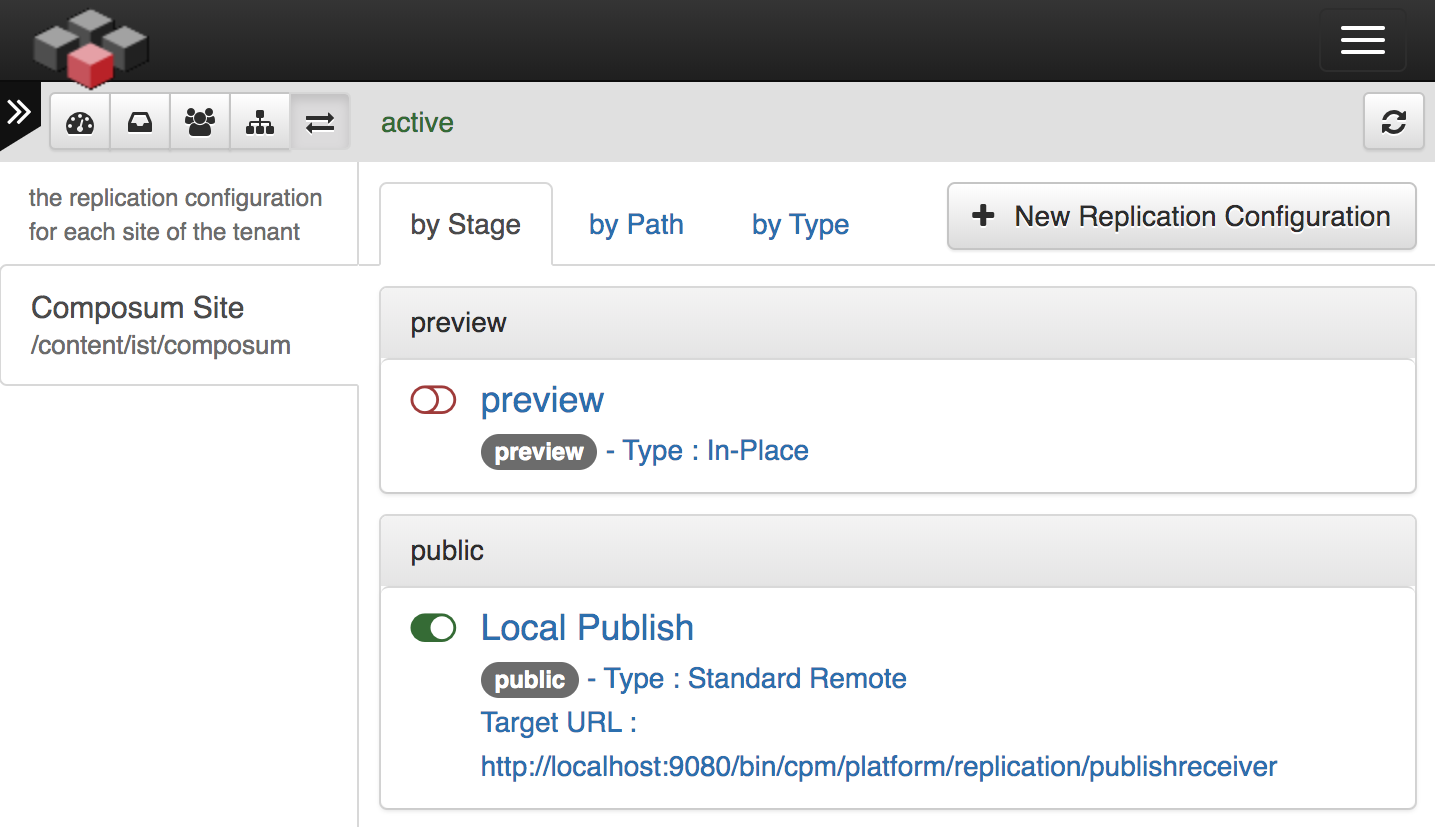 active
the replication configuration
for each site of the tenant
Composum Site
/content/ist/composum
by Stage
by Path
by Type
New Replication Configuration
preview
preview
preview - Type : In-Place
public
Local Publish
public - Type : Standard Remote
Target URL :
http://localhost:9080/bin/cpm/platform/replication/publishreceiver